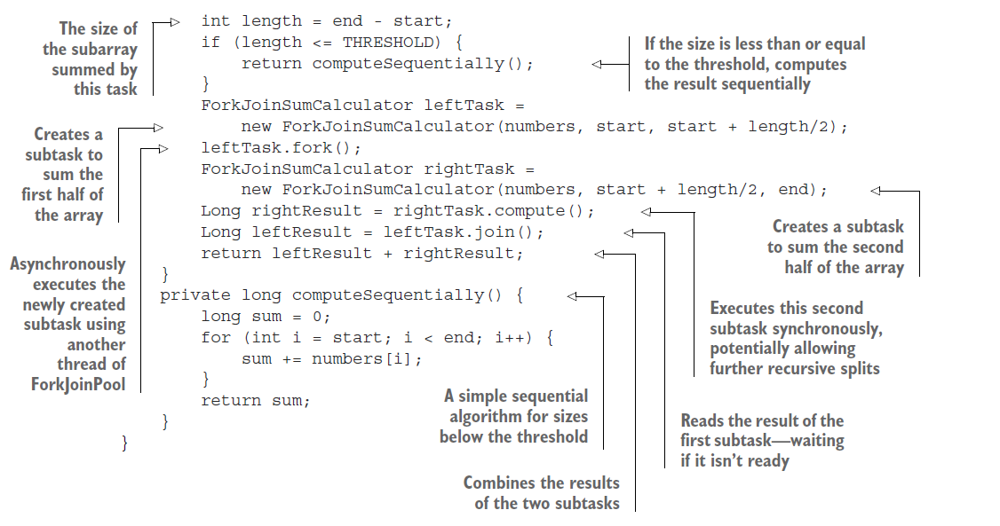 The size of
the subarray
summed by
this task
int length = end - start;
if (length <= THRESHOLD) {
return computeSequentially();
}
If the size is less than or equal
to the threshold, computes
the result sequentially
ForkJoinSumCalculator leftTask =
new ForkJoinSumCalculator(numbers, start, start + length/2);
Creates a
subtask to
sum the
first half of
the array
leftTask.fork();
Asynchronously
executes the
newly created
subtask using
another
thread of
ForkJoinPool
ForkJoinSumCalculator rightTask =
new ForkJoinSumCalculator(numbers, start + length/2, end);
Creates a subtask
to sum the second
half of the array
Long rightResult = rightTask.compute();
Executes this second
subtask synchronously,
potentially allowing
further recursive splits
Long leftResult = leftTask.join();
Reads the result of the
first subtask—waiting
if it isn't ready
return leftResult + rightResult;
Combines the results
of the two subtasks
}
private long computeSequentially() {
A simple sequential
algorithm for sizes
below the threshold
long sum = 0;
for (int i = start; i < end; i++) {
sum += numbers[i];
}
return sum;
}
}